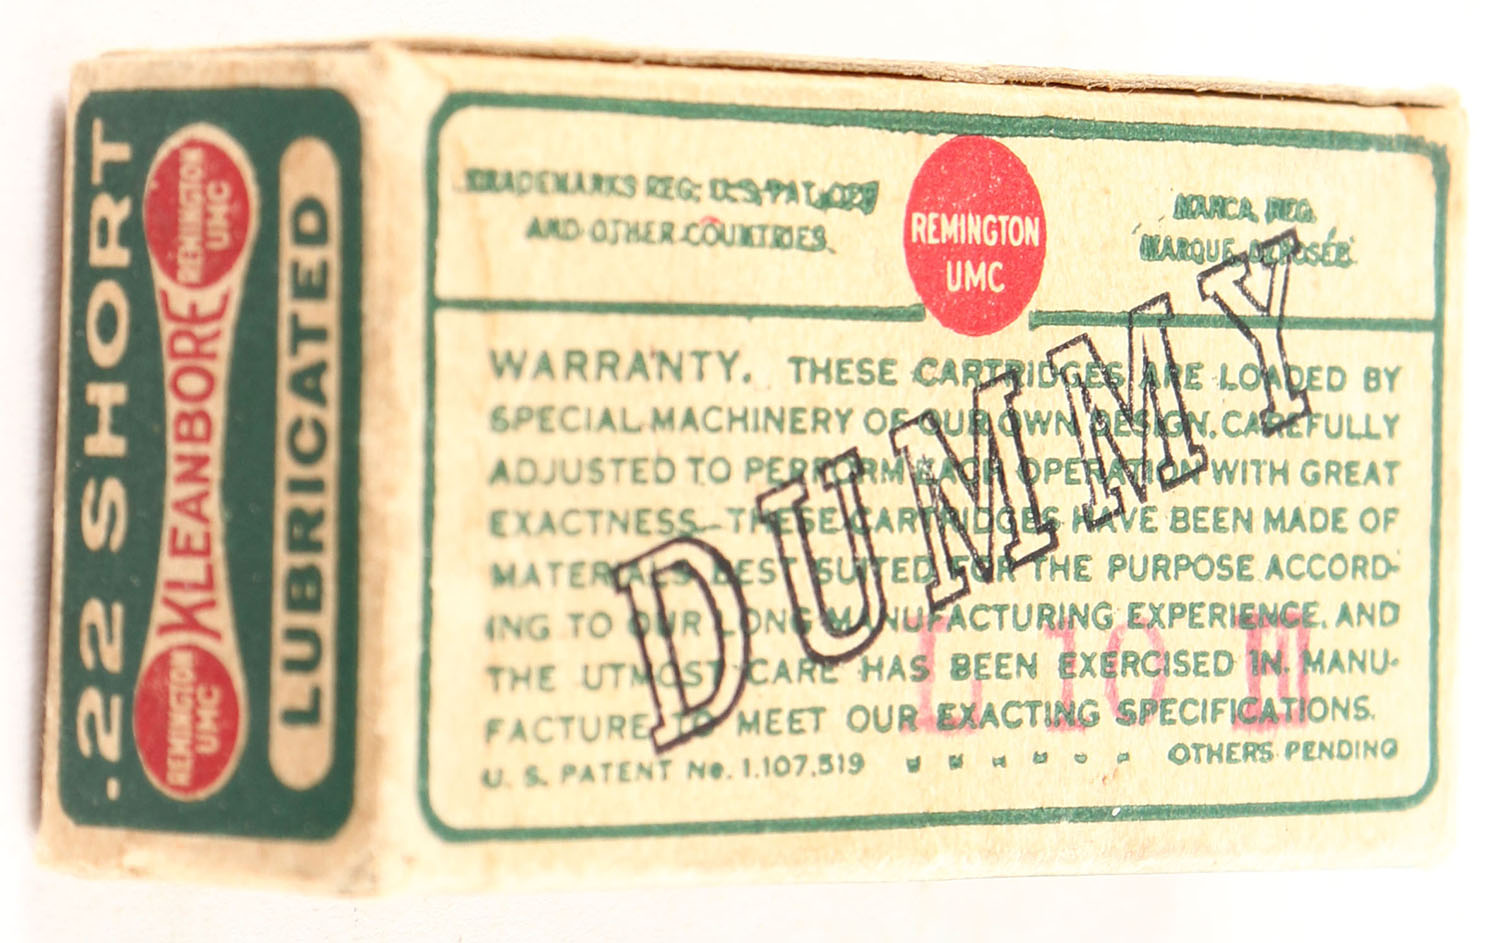 .22 SHORT
REMINGTON
UMC
KLEANBORE
REMINGTON
UMC
LUBRICATED
TRADEMARKS REG. U.S. PAT. OFF.
AND OTHER COUNTRIES.
REMINGTON
UMC
MARCA REG.
MARQUE DEPOSÉE
WARRANTY. THESE CARTRIDGES ARE LOADED BY
SPECIAL MACHINERY OF OUR OWN DESIGN, CAREFULLY
ADJUSTED TO PERFORM EACH OPERATION WITH GREAT
EXACTNESS—THESE CARTRIDGES HAVE BEEN MADE OF
MATERIALS BEST SUITED FOR THE PURPOSE ACCORD-
ING TO OUR LONG MANUFACTURING EXPERIENCE, AND
THE UTMOST CARE HAS BEEN EXERCISED IN MANU-
FACTURE TO MEET OUR EXACTING SPECIFICATIONS.
U. S. PATENT No. 1,107,519 OTHERS PENDING
DUMMY